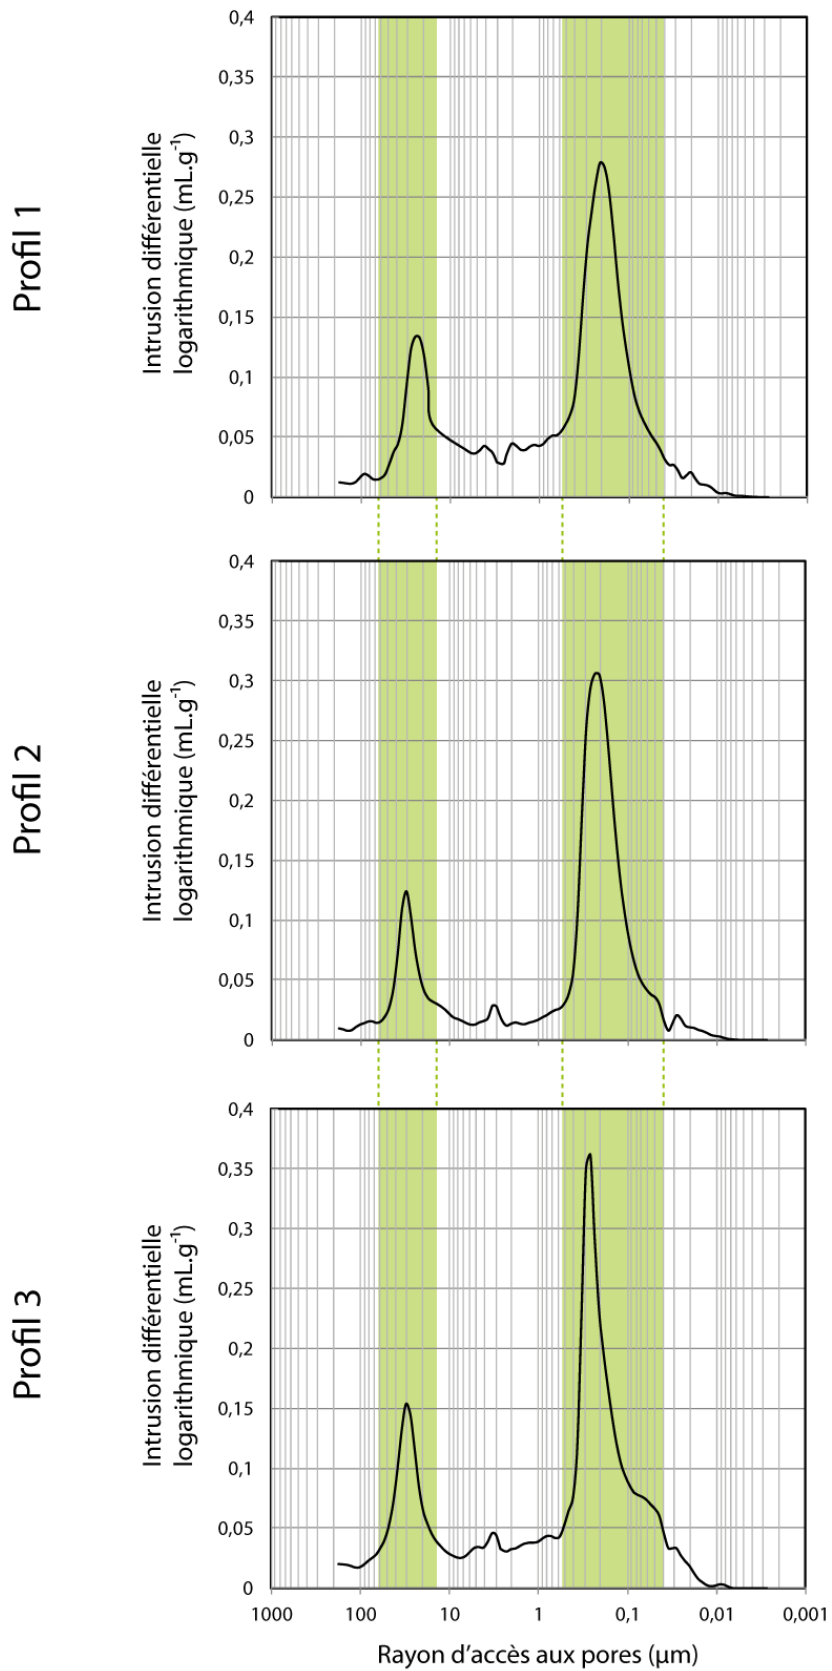 Profil 1
Intrusion différentielle
logarithmique (mL.g⁻¹)
0,4
0,35
0,3
0,25
0,2
0,15
0,1
0,05
0
Profil 2
Intrusion différentielle
logarithmique (mL.g⁻¹)
0,4
0,35
0,3
0,25
0,2
0,15
0,1
0,05
0
Profil 3
Intrusion différentielle
logarithmique (mL.g⁻¹)
0,4
0,35
0,3
0,25
0,2
0,15
0,1
0,05
0
1000 100 10 1 0,1 0,01 0,001
Rayon d'accès aux pores (µm)